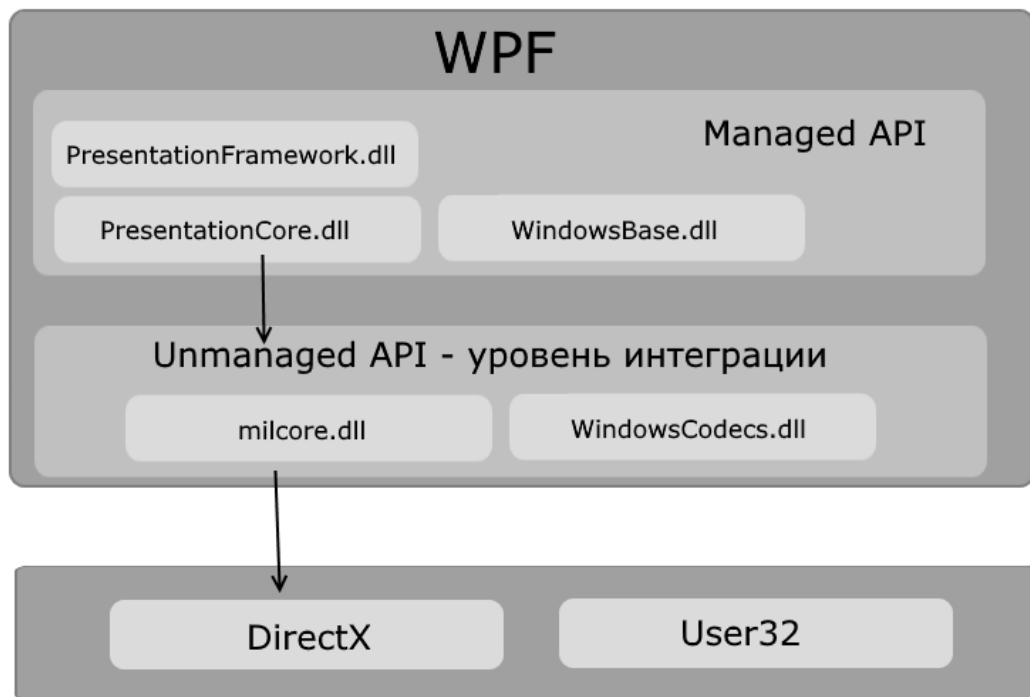 WPF
Managed API
PresentationFramework.dll
PresentationCore.dll
WindowsBase.dll
Unmanaged API - уровень интеграции
milcore.dll
WindowsCodecs.dll
DirectX
User32